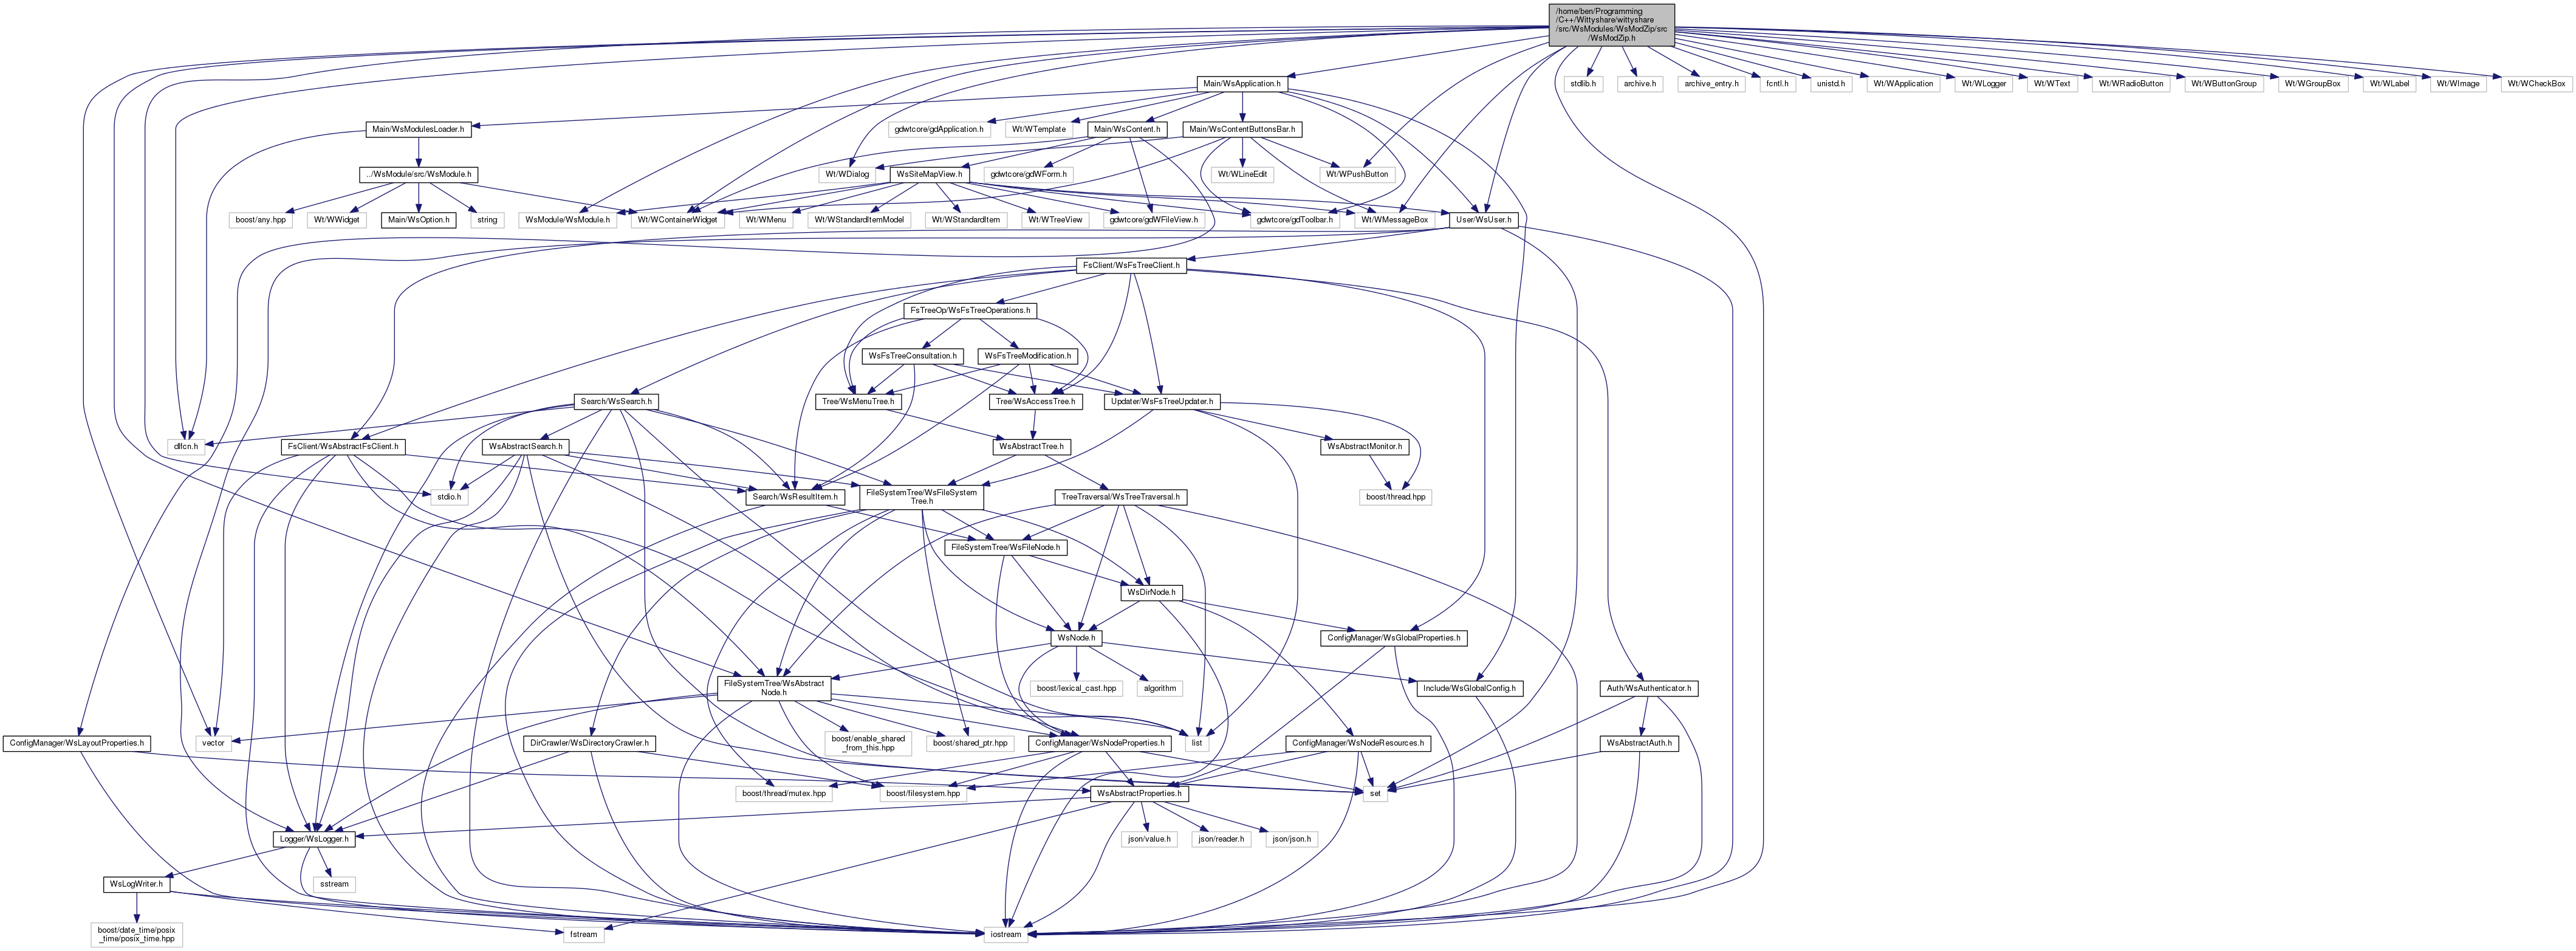 /home/ben/Programming
/C++/Wittyshare/wittyshare
/src/WsModules/WsModZip/src
/WsModZip.h
Main/WsApplication.h
stdlib.h
archive.h
archive_entry.h
fcntl.h
unistd.h
Wt/WApplication
Wt/WLogger
Wt/WText
Wt/WRadioButton
Wt/WButtonGroup
Wt/WGroupBox
Wt/WLabel
Wt/WImage
Wt/WCheckBox
Main/WsModulesLoader.h
gdwtcore/gdApplication.h
Wt/WTemplate
Main/WsContent.h
Main/WsContentButtonsBar.h
../WsModule/src/WsModule.h
Wt/WDialog
WsSiteMapView.h
gdwtcore/gdWForm.h
Wt/WLineEdit
Wt/WPushButton
boost/any.hpp
Wt/WWidget
Main/WsOption.h
string
WsModule/WsModule.h
Wt/WContainerWidget
Wt/WMenu
Wt/WStandardItemModel
Wt/WStandardItem
Wt/WTreeView
gdwtcore/gdWFileView.h
gdwtcore/gdToolbar.h
Wt/WMessageBox
User/WsUser.h
FsClient/WsFsTreeClient.h
FsTreeOp/WsFsTreeOperations.h
WsFsTreeConsultation.h
WsFsTreeModification.h
Search/WsSearch.h
Tree/WsMenuTree.h
Tree/WsAccessTree.h
Updater/WsFsTreeUpdater.h
dlfcn.h
FsClient/WsAbstractFsClient.h
WsAbstractSearch.h
WsAbstractTree.h
WsAbstractMonitor.h
stdio.h
Search/WsResultItem.h
FileSystemTree/WsFileSystem
Tree.h
TreeTraversal/WsTreeTraversal.h
boost/thread.hpp
FileSystemTree/WsFileNode.h
WsDirNode.h
WsNode.h
ConfigManager/WsGlobalProperties.h
FileSystemTree/WsAbstract
Node.h
boost/lexical_cast.hpp
algorithm
Include/WsGlobalConfig.h
Auth/WsAuthenticator.h
ConfigManager/WsLayoutProperties.h
vector
DirCrawler/WsDirectoryCrawler.h
boost/enable_shared
_from_this.hpp
boost/shared_ptr.hpp
ConfigManager/WsNodeProperties.h
list
ConfigManager/WsNodeResources.h
WsAbstractAuth.h
boost/thread/mutex.hpp
boost/filesystem.hpp
WsAbstractProperties.h
set
Logger/WsLogger.h
json/value.h
json/reader.h
json/json.h
WsLogWriter.h
sstream
boost/date_time/posix
_time/posix_time.hpp
fstream
iostream